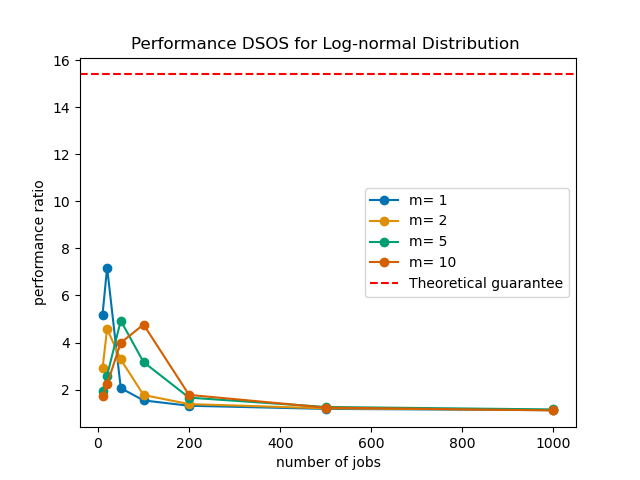 Performance DSOS for Log-normal Distribution
performance ratio
16
14
12
10
8
6
4
2
m= 1
m= 2
m= 5
m= 10
Theoretical guarantee
0 200 400 600 800 1000
number of jobs